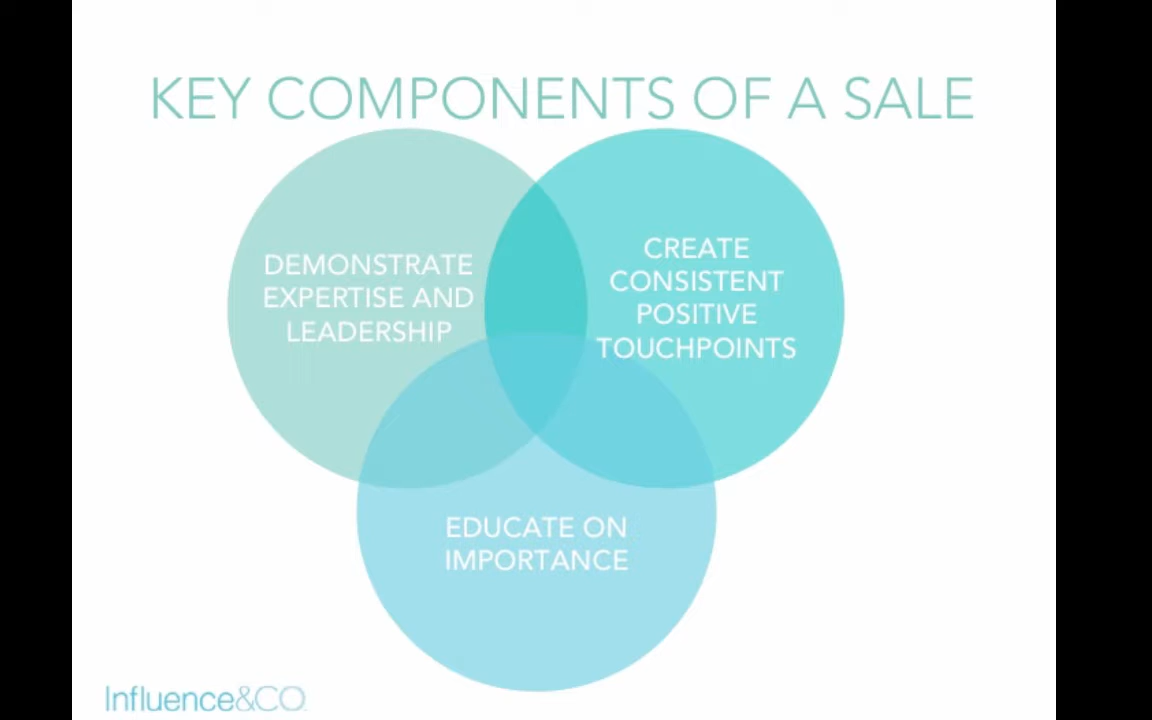 KEY COMPONENTS OF A SALE
DEMONSTRATE
EXPERTISE AND
LEADERSHIP
CREATE
CONSISTENT
POSITIVE
TOUCHPOINTS
EDUCATE ON
IMPORTANCE
Influence&CO.